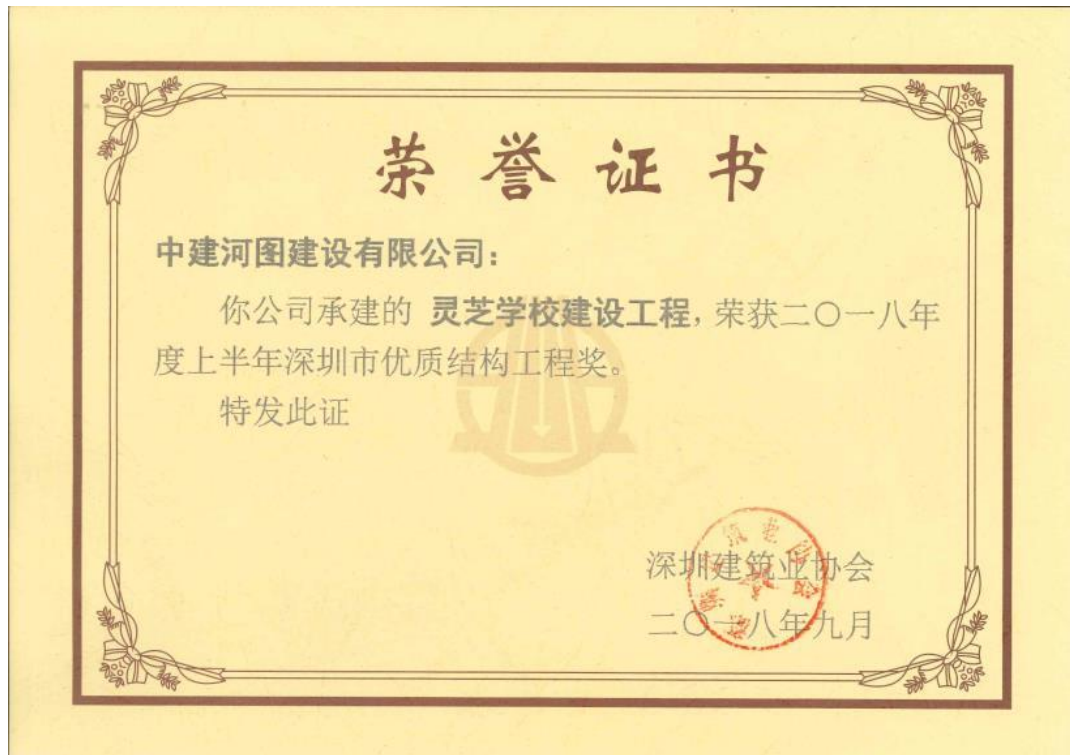 荣誉证书
中建河图建设有限公司：
你公司承建的 灵芝学校建设工程，荣获二〇一八年
度上半年深圳市优质结构工程奖。
特发此证
深圳建筑业协会
二〇一八年九月